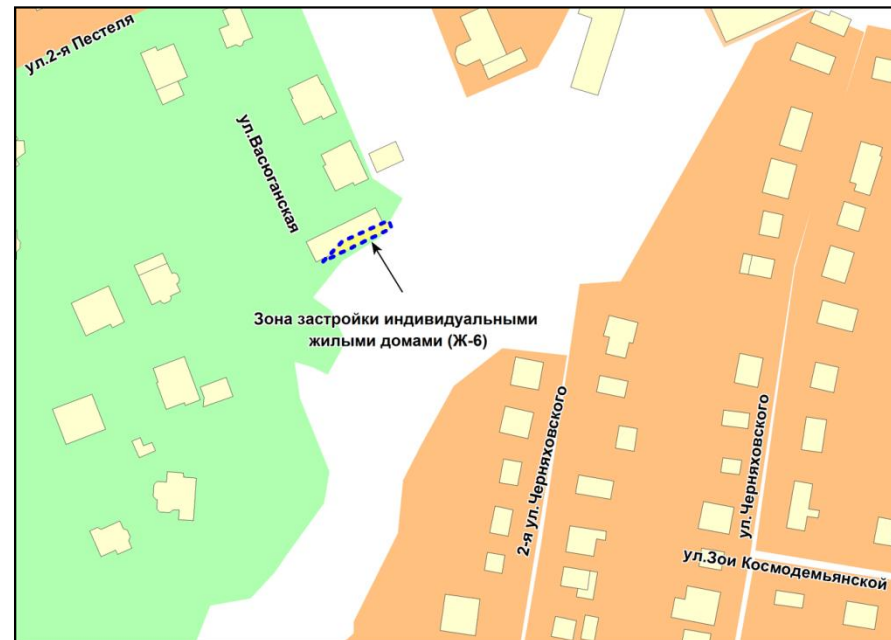 ул.2-я Пестеля
ул.Васюганская
Зона застройки индивидуальными
жилыми домами (Ж-6)
2-я ул.Черняховского
ул.Черняховского
ул.Зои Космодемьянской